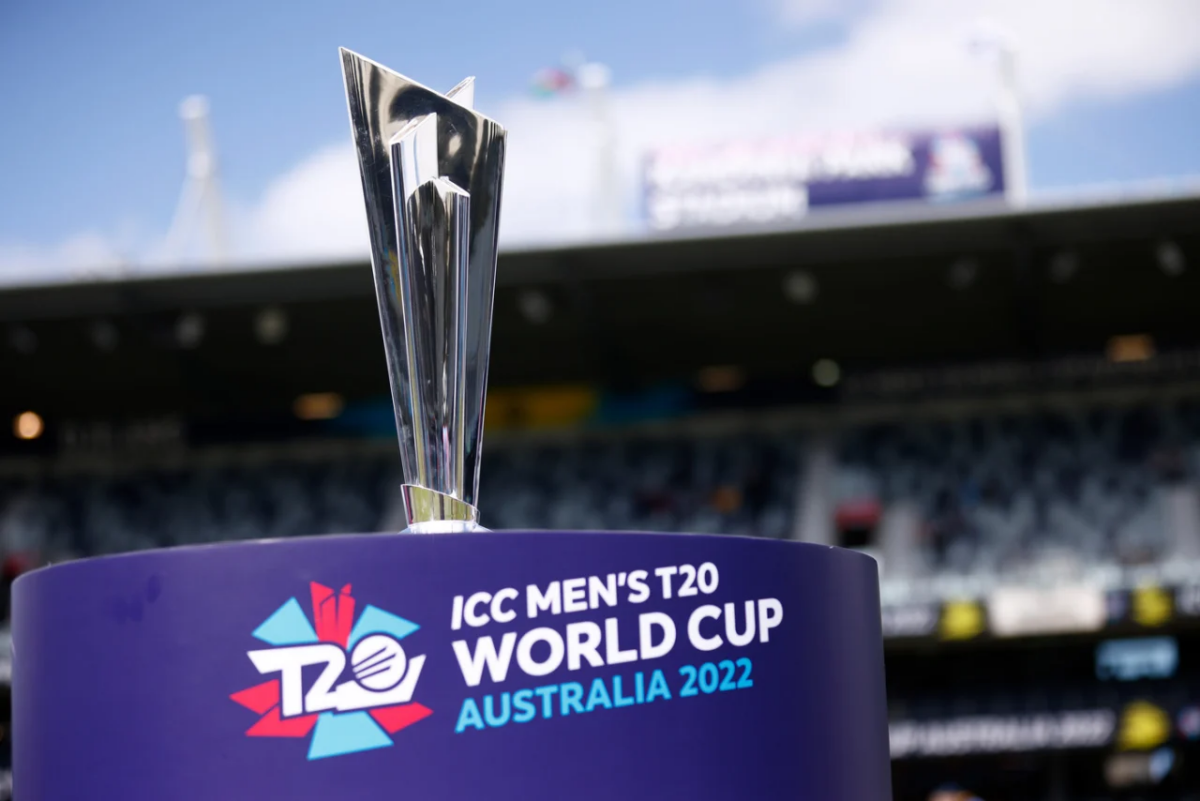 T20
ICC MEN'S T20
WORLD CUP
AUSTRALIA 2022